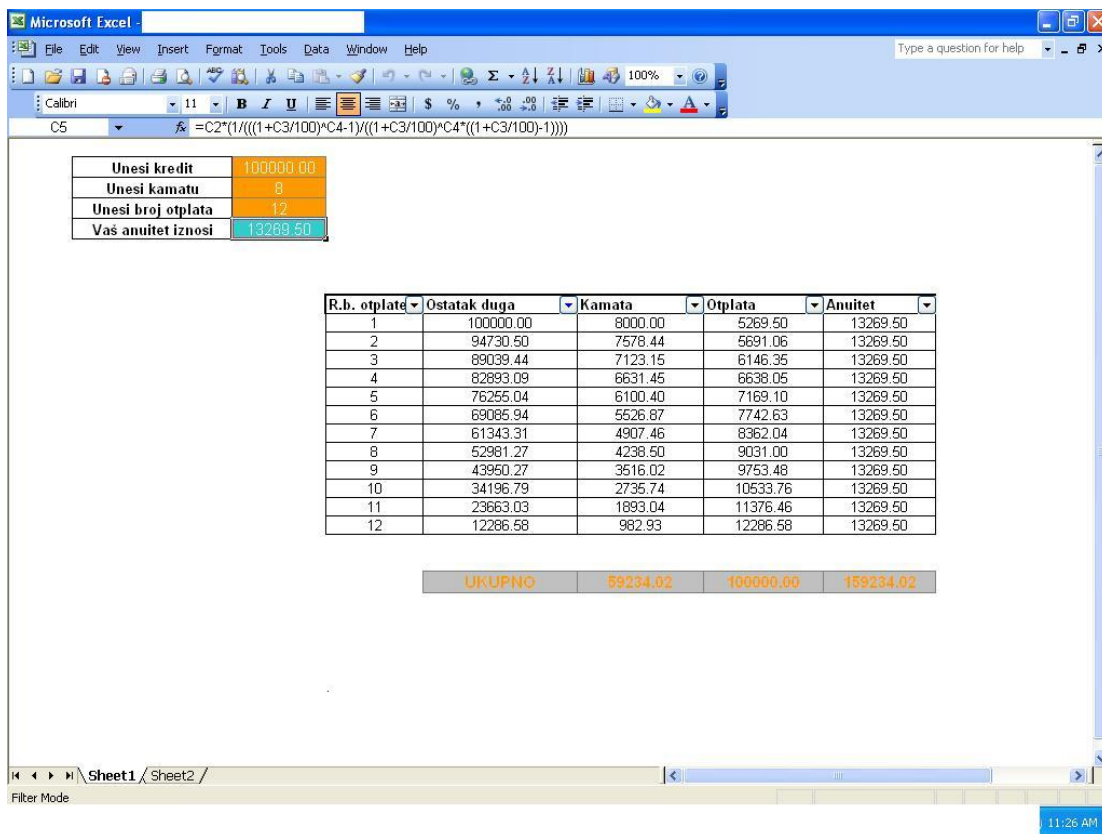 Microsoft Excel -
File Edit View Insert Format Tools Data Window Help Type a question for help
100%
Calibri 11 B I U $ % ,
C5 fx =C2*(1/(((1+C3/100)^C4-1)/((1+C3/100)^C4*((1+C3/100)-1))))
Unesi kredit 100000.00
Unesi kamatu 8
Unesi broj otplata 12
Vaš anuitet iznosi 13269.50
R.b. otplate Ostatak duga Kamata Otplata Anuitet
1 100000.00 8000.00 5269.50 13269.50
2 94730.50 7578.44 5691.06 13269.50
3 89039.44 7123.15 6146.35 13269.50
4 82893.09 6631.45 6638.05 13269.50
5 76255.04 6100.40 7169.10 13269.50
6 69085.94 5526.87 7742.63 13269.50
7 61343.31 4907.46 8362.04 13269.50
8 52981.27 4238.50 9031.00 13269.50
9 43950.27 3516.02 9753.48 13269.50
10 34196.79 2735.74 10533.76 13269.50
11 23663.03 1893.04 11376.46 13269.50
12 12286.58 982.93 12286.58 13269.50
UKUPNO 59234.02 100000.00 159234.02
Sheet1 Sheet2
Filter Mode
11:26 AM